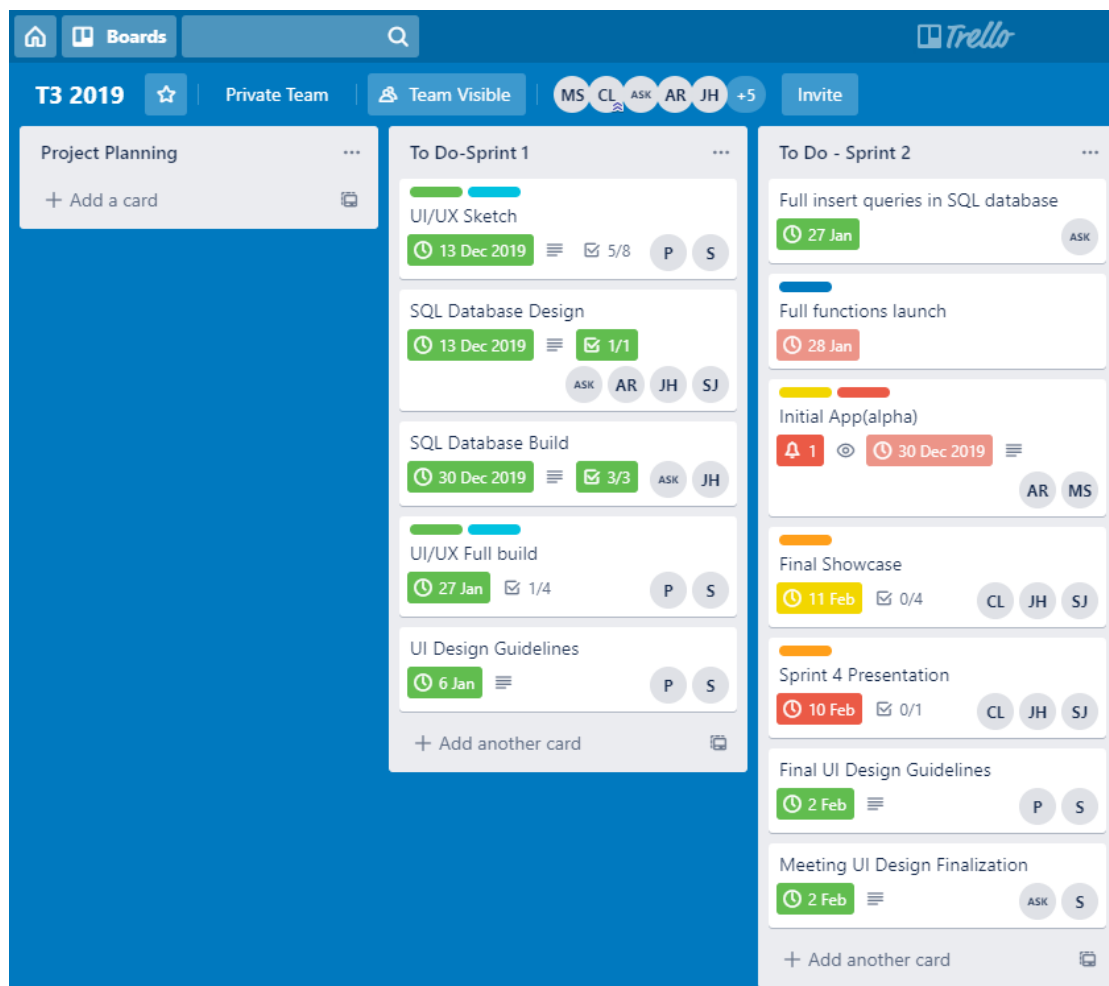 Boards
Trello
T3 2019
Private Team
Team Visible
MS CL ASK AR JH +5
Invite
Project Planning
+ Add a card
To Do-Sprint 1
UI/UX Sketch
13 Dec 2019 5/8 P S
SQL Database Design
13 Dec 2019 1/1
ASK AR JH SJ
SQL Database Build
30 Dec 2019 3/3 ASK JH
UI/UX Full build
27 Jan 1/4 P S
UI Design Guidelines
6 Jan P S
+ Add another card
To Do - Sprint 2
Full insert queries in SQL database
27 Jan ASK
Full functions launch
28 Jan
Initial App(alpha)
1 30 Dec 2019
AR MS
Final Showcase
11 Feb 0/4 CL JH SJ
Sprint 4 Presentation
10 Feb 0/1 CL JH SJ
Final UI Design Guidelines
2 Feb P S
Meeting UI Design Finalization
2 Feb ASK S
+ Add another card